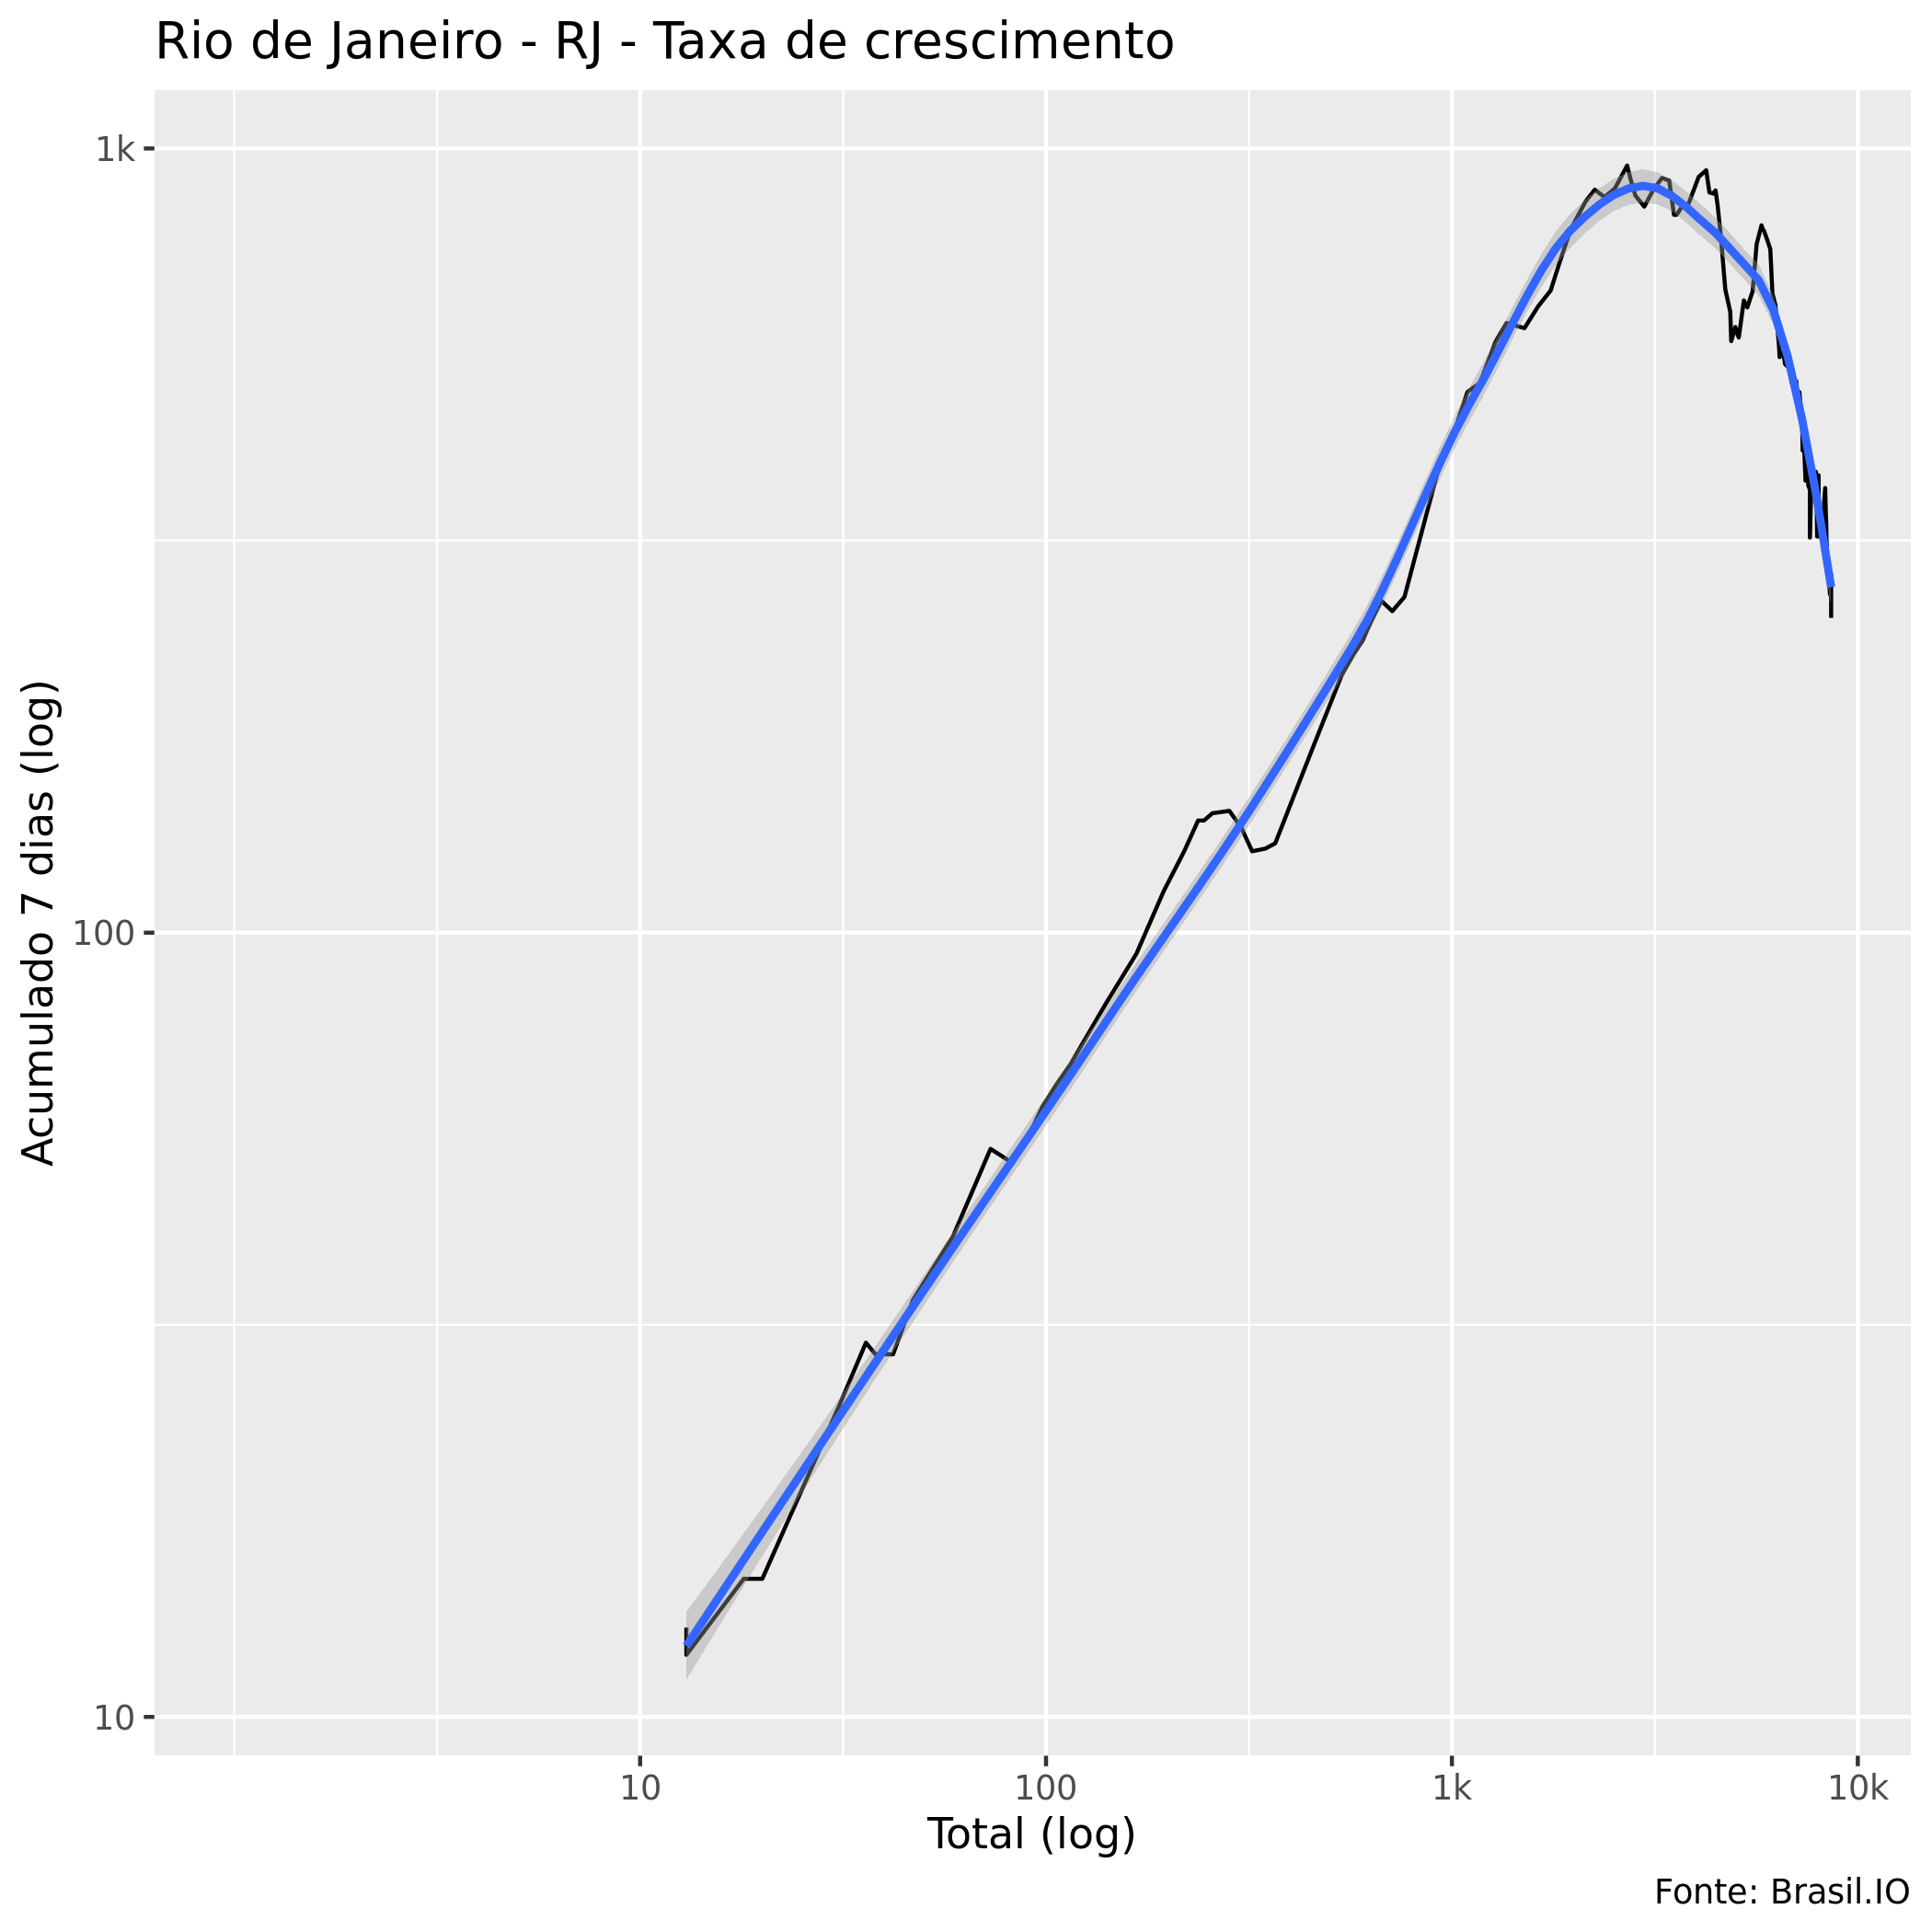 Rio de Janeiro - RJ - Taxa de crescimento
1k
100
10
Acumulado 7 dias (log)
10
100
1k
10k
Total (log)
Fonte: Brasil.IO